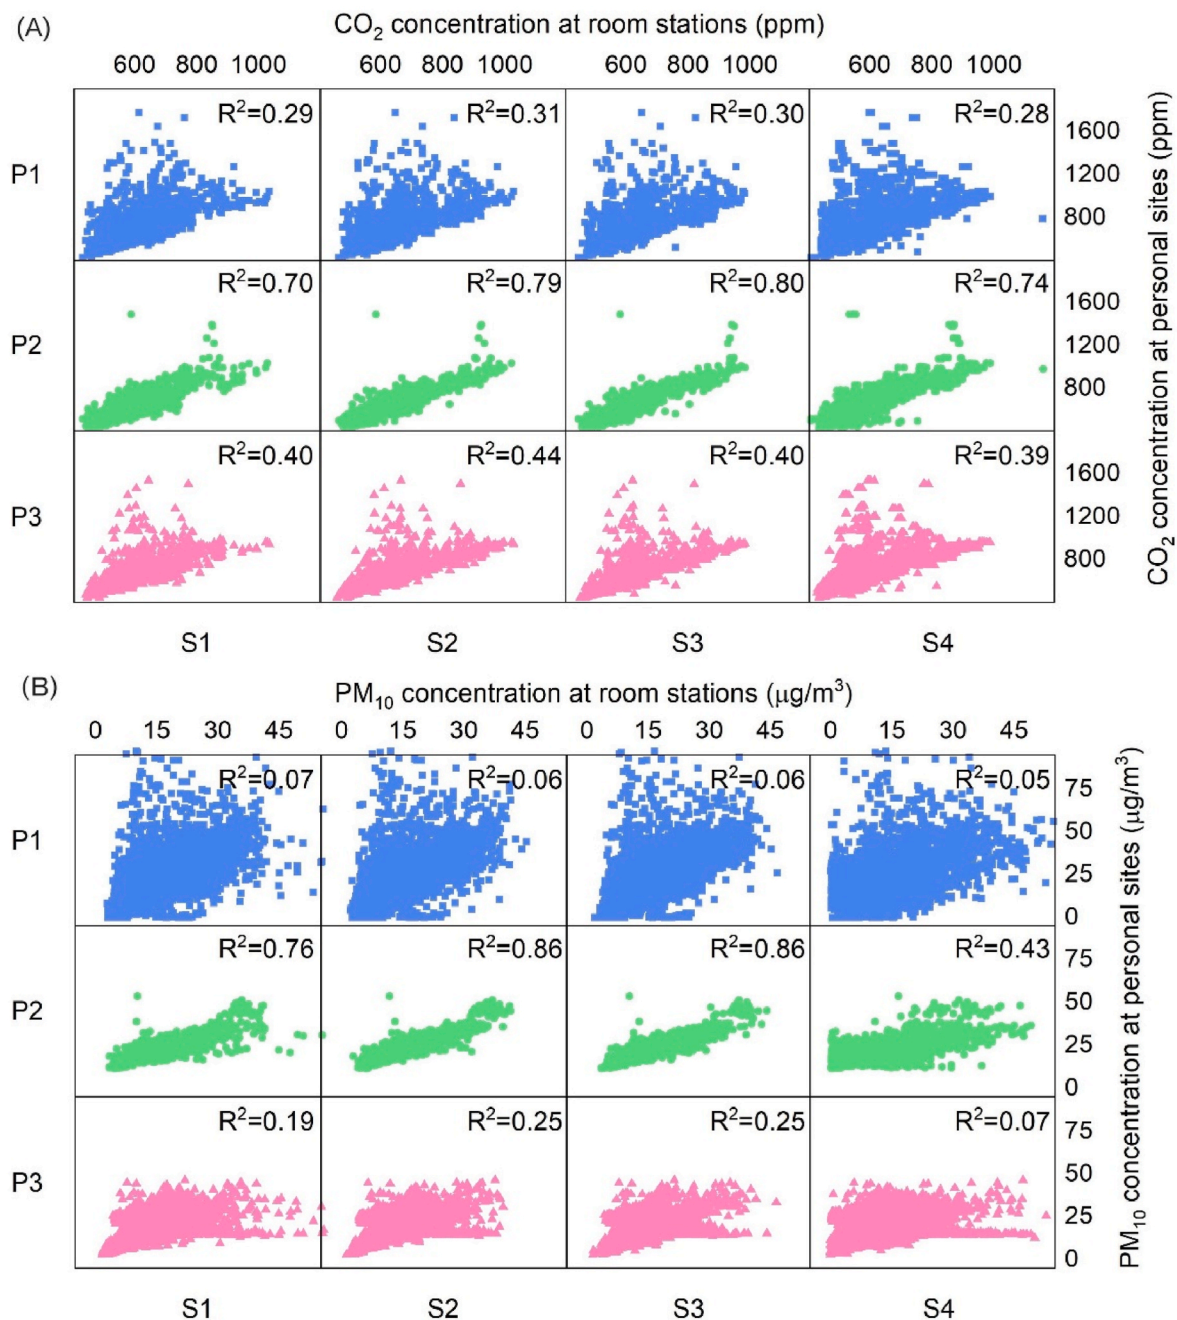 (A)
CO₂ concentration at room stations (ppm)
600 800 1000 600 800 1000 600 800 1000 600 800 1000
P1 R²=0.29 R²=0.31 R²=0.30 R²=0.28
1600
1200
800
P2 R²=0.70 R²=0.79 R²=0.80 R²=0.74
1600
1200
800
P3 R²=0.40 R²=0.44 R²=0.40 R²=0.39
1600
1200
800
CO₂ concentration at personal sites (ppm)
S1 S2 S3 S4
(B)
PM₁₀ concentration at room stations (μg/m³)
0 15 30 45 0 15 30 45 0 15 30 45 0 15 30 45
P1 R²=0.07 R²=0.06 R²=0.06 R²=0.05
75
50
25
0
P2 R²=0.76 R²=0.86 R²=0.86 R²=0.43
75
50
25
0
P3 R²=0.19 R²=0.25 R²=0.25 R²=0.07
75
50
25
0
PM₁₀ concentration at personal sites (μg/m³)
S1 S2 S3 S4